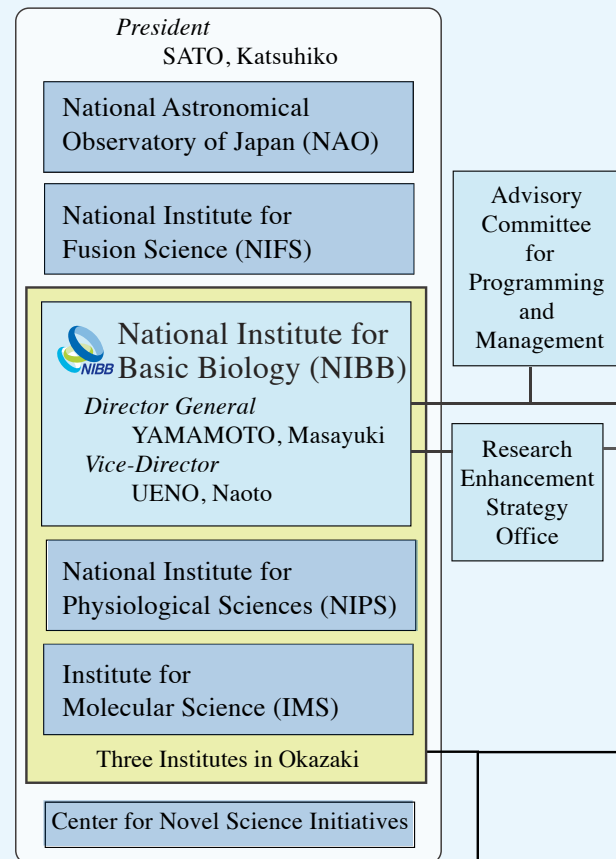 President
SATO, Katsuhiko
National Astronomical
Observatory of Japan (NAO)
National Institute for
Fusion Science (NIFS)
NIBB
National Institute for
Basic Biology (NIBB)
Director General
YAMAMOTO, Masayuki
Vice-Director
UENO, Naoto
National Institute for
Physiological Sciences (NIPS)
Institute for
Molecular Science (IMS)
Three Institutes in Okazaki
Center for Novel Science Initiatives
Advisory
Committee
for
Programming
and
Management
Research
Enhancement
Strategy
Office